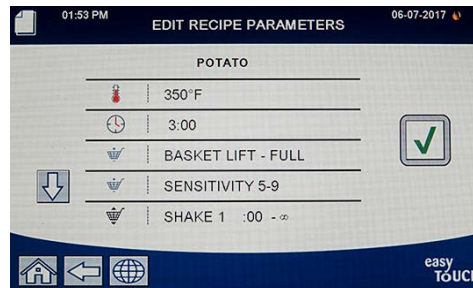 01:53 PM
EDIT RECIPE PARAMETERS
06-07-2017
POTATO
350°F
3:00
BASKET LIFT - FULL
SENSITIVITY 5-9
SHAKE 1 :00 - ∞
easy
TOUC